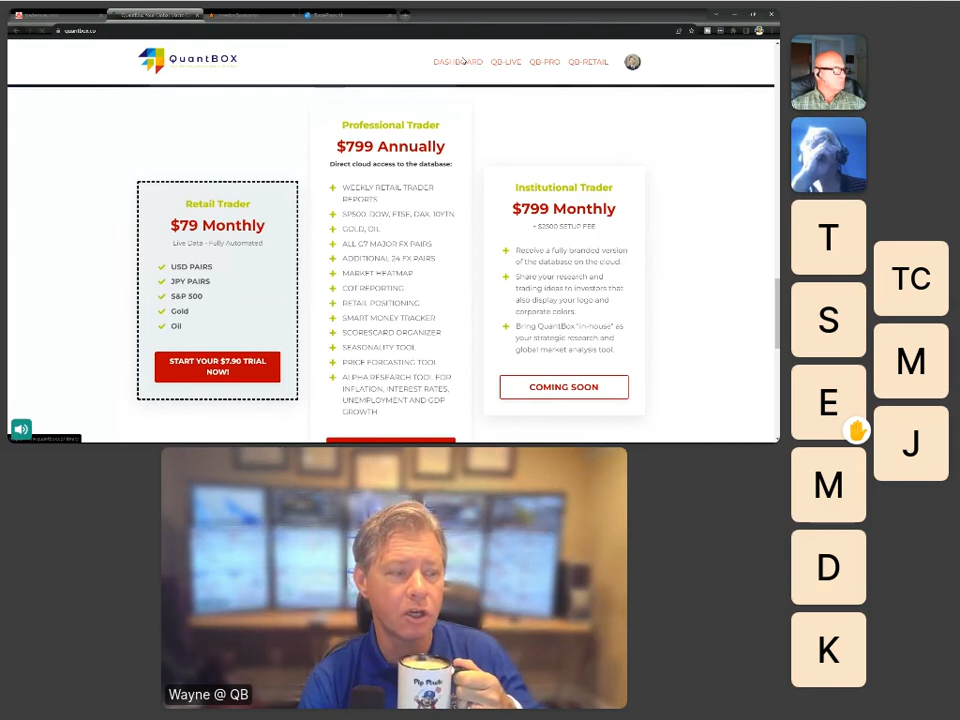 quantbox.co
QuantBOX
DASHBOARD QB-LIVE QB-PRO QB-RETAIL
Retail Trader
$79 Monthly
Live Data - Fully Automated
USD PAIRS
JPY PAIRS
S&P 500
Gold
Oil
START YOUR $7.90 TRIAL
NOW!
Professional Trader
$799 Annually
Direct cloud access to the database:
WEEKLY RETAIL TRADER
REPORTS
SP500, DOW, FTSE, DAX, 10YTN
GOLD, OIL
ALL G7 MAJOR FX PAIRS
ADDITIONAL 24 FX PAIRS
MARKET HEATMAP
COT REPORTING
RETAIL POSITIONING
SMART MONEY TRACKER
SCORESCARD ORGANIZER
SEASONALITY TOOL
PRICE FORCASTING TOOL
ALPHA RESEARCH TOOL FOR
INFLATION, INTEREST RATES,
UNEMPLOYMENT AND GDP
GROWTH
Institutional Trader
$799 Monthly
+ $2500 SETUP FEE
Receive a fully branded version
of the database on the cloud.
Share your research and
trading ideas to investors that
also display your logo and
corporate colors.
Bring QuantBox "in-house" as
your strategic research and
global market analysis tool.
COMING SOON
T
TC
S
M
E
J
M
D
K
Pip Pirate
Wayne @ QB